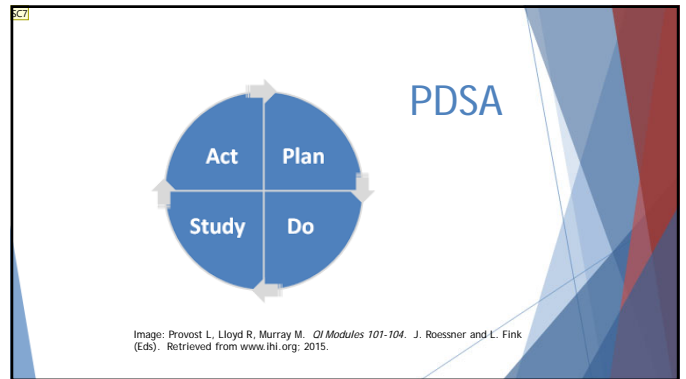 SC7
PDSA
Act Plan
Study Do
Image: Provost L, Lloyd R, Murray M. QI Modules 101-104. J. Roessner and L. Fink
(Eds). Retrieved from www.ihi.org: 2015.